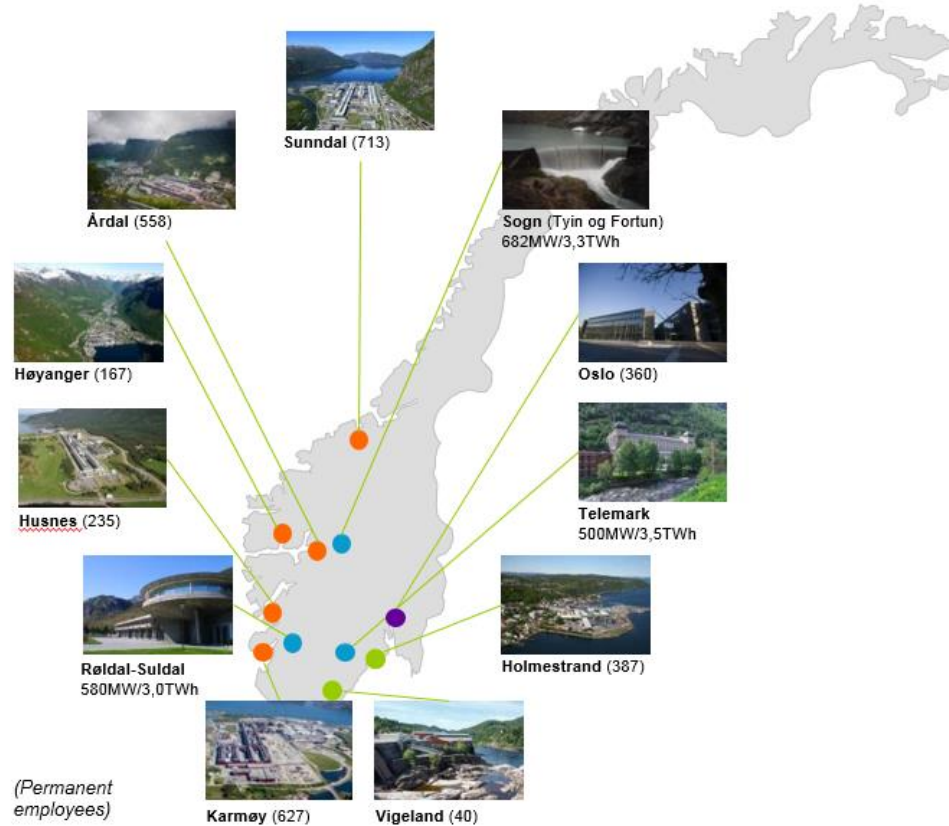 Sunndal (713)
Årdal (558)
Sogn (Tyin og Fortun)
682MW/3,3TWh
Høyanger (167)
Oslo (360)
Husnes (235)
Telemark
500MW/3,5TWh
Røldal-Suldal
580MW/3,0TWh
Holmestrand (387)
(Permanent
employees)
Karmøy (627)
Vigeland (40)